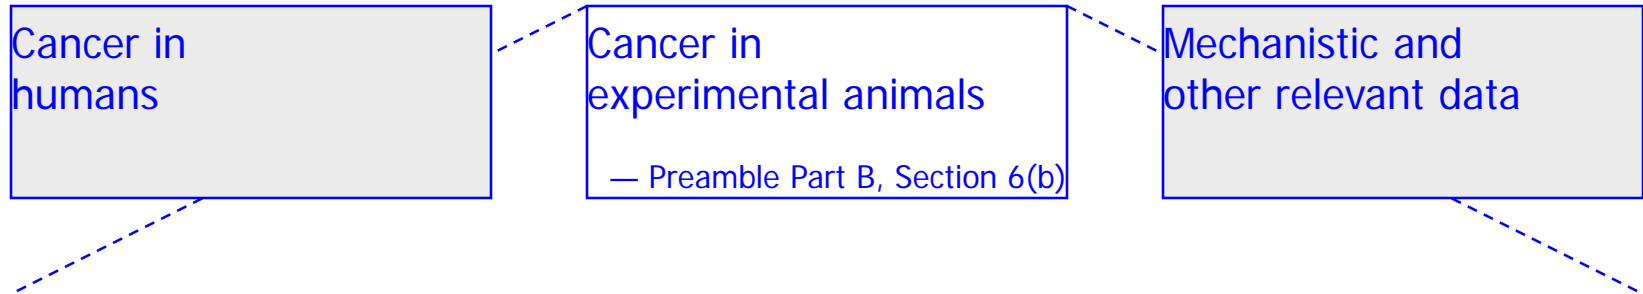 Cancer in
humans
Cancer in
experimental animals
— Preamble Part B, Section 6(b)
Mechanistic and
other relevant data